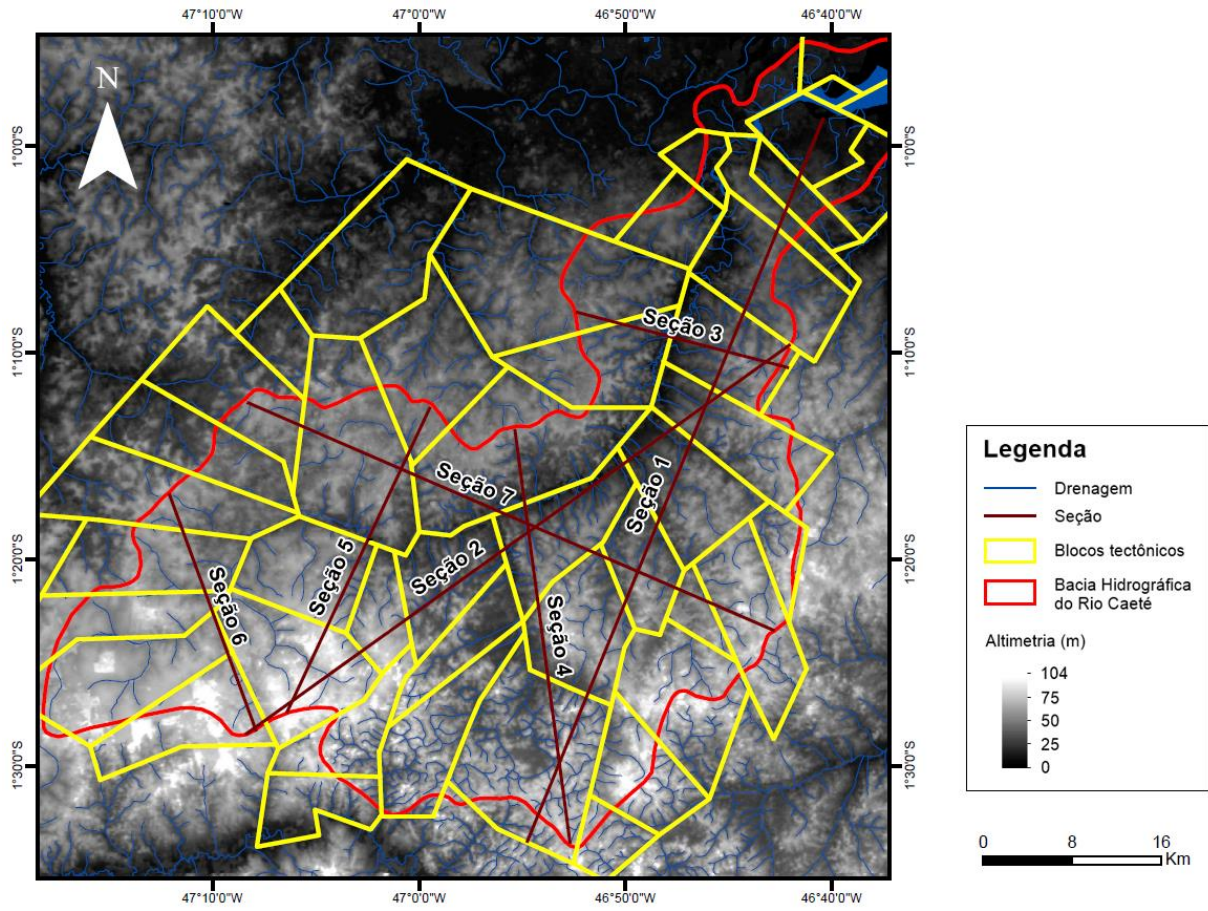 47°10'0"W 47°0'0"W 46°50'0"W 46°40'0"W
N
1°0'0"S 1°0'0"S
1°10'0"S 1°10'0"S
1°20'0"S 1°20'0"S
1°30'0"S 1°30'0"S
Seção 3
Seção 1
Seção 7
Seção 2
Seção 5
Seção 6
Seção 4
47°10'0"W 47°0'0"W 46°50'0"W 46°40'0"W
Legenda
Drenagem
Seção
Blocos tectônicos
Bacia Hidrográfica
do Rio Caeté
Altimetria (m)
104
75
50
25
0
0 8 16
Km